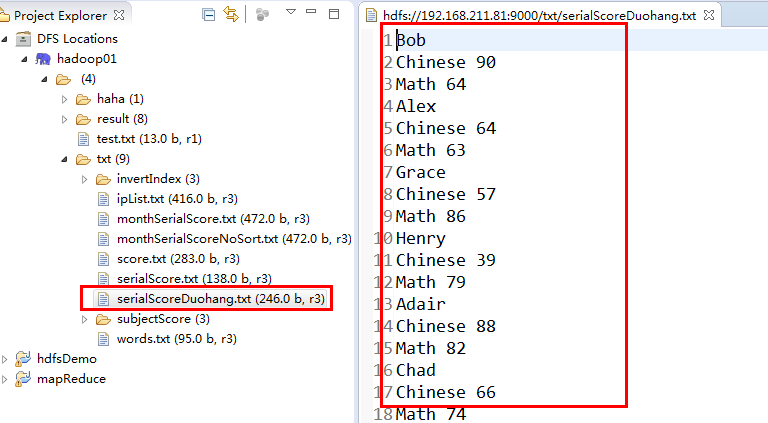 Project Explorer
DFS Locations
hadoop01
(4)
haha (1)
result (8)
test.txt (13.0 b, r1)
txt (9)
invertIndex (3)
ipList.txt (416.0 b, r3)
monthSerialScore.txt (472.0 b, r3)
monthSerialScoreNoSort.txt (472.0 b, r3)
score.txt (283.0 b, r3)
serialScore.txt (138.0 b, r3)
serialScoreDuohang.txt (246.0 b, r3)
subjectScore (3)
words.txt (95.0 b, r3)
hdfsDemo
mapReduce
hdfs://192.168.211.81:9000/txt/serialScoreDuohang.txt
1 Bob
2 Chinese 90
3 Math 64
4 Alex
5 Chinese 64
6 Math 63
7 Grace
8 Chinese 57
9 Math 86
10 Henry
11 Chinese 39
12 Math 79
13 Adair
14 Chinese 88
15 Math 82
16 Chad
17 Chinese 66
18 Math 74